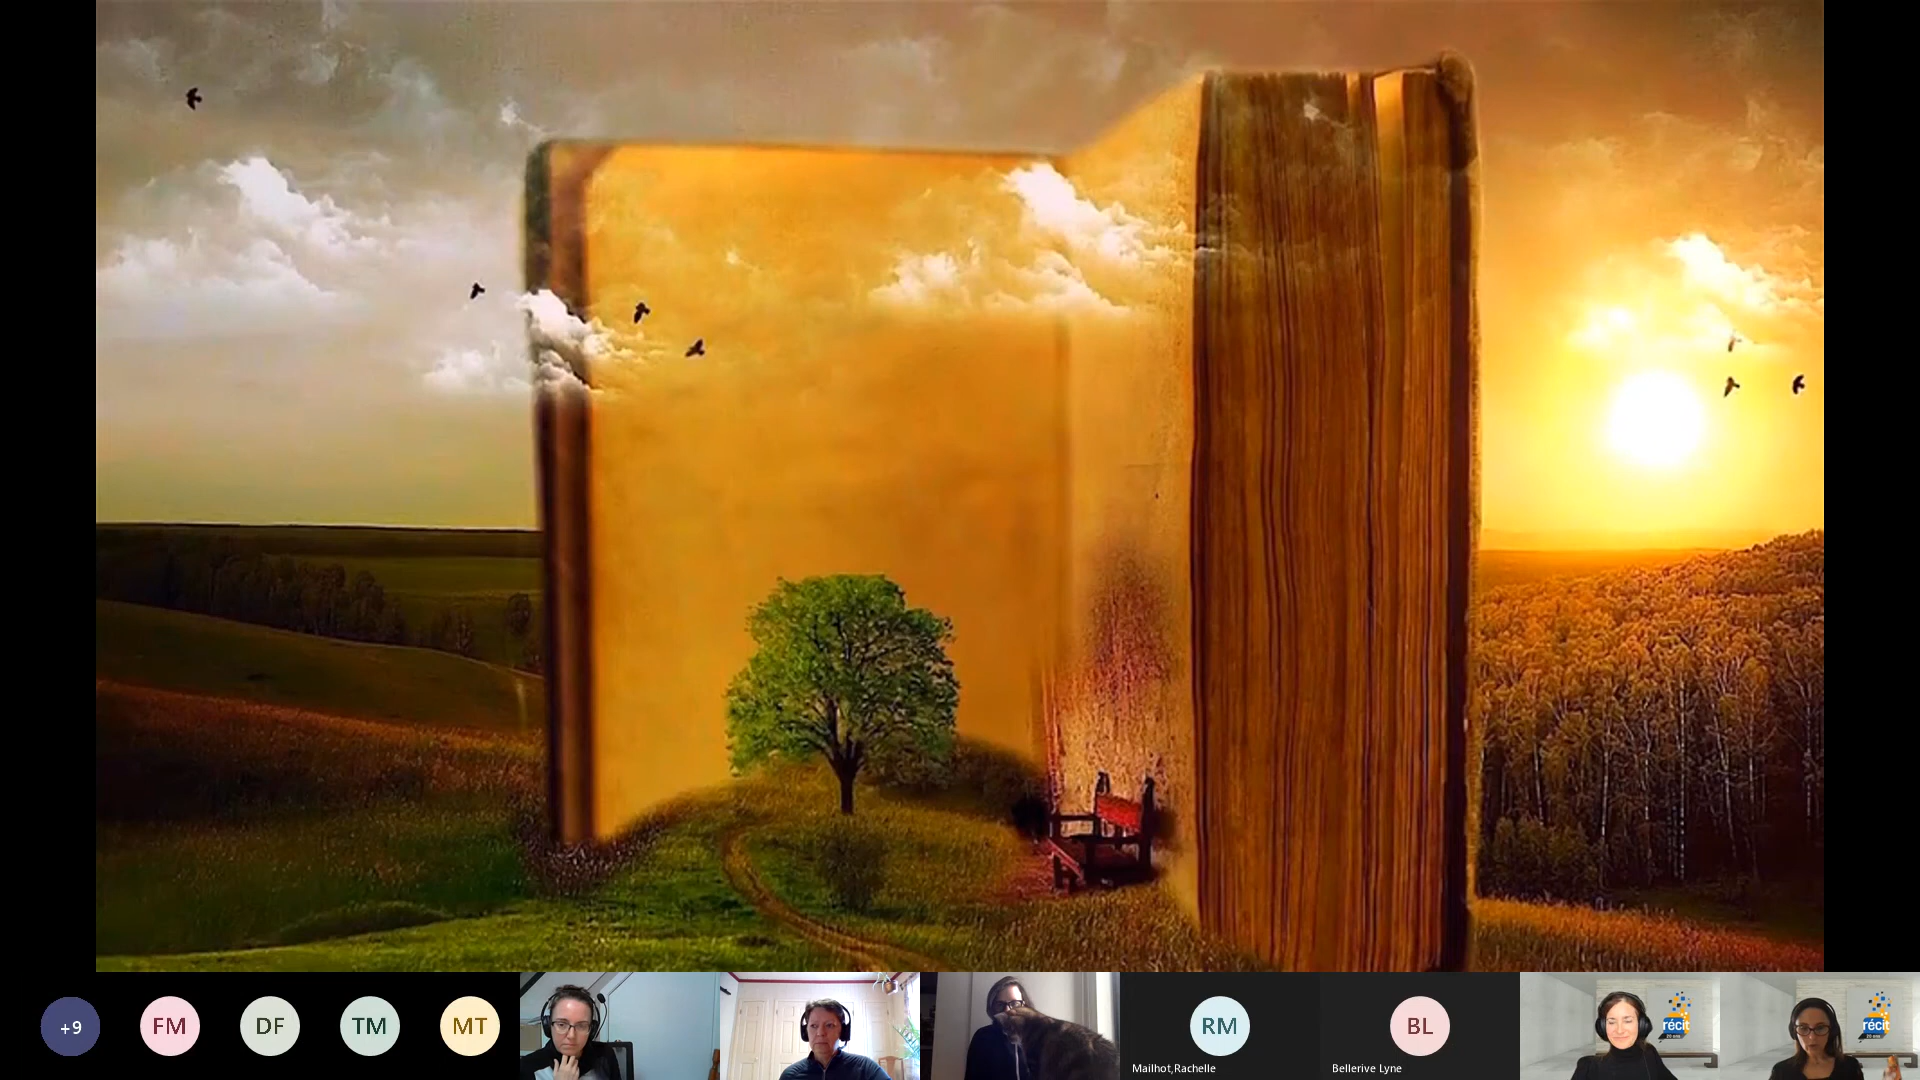 +9
FM
DF
TM
MT
RM
Mailhot,Rachelle
BL
Bellerive Lyne
récit
récit